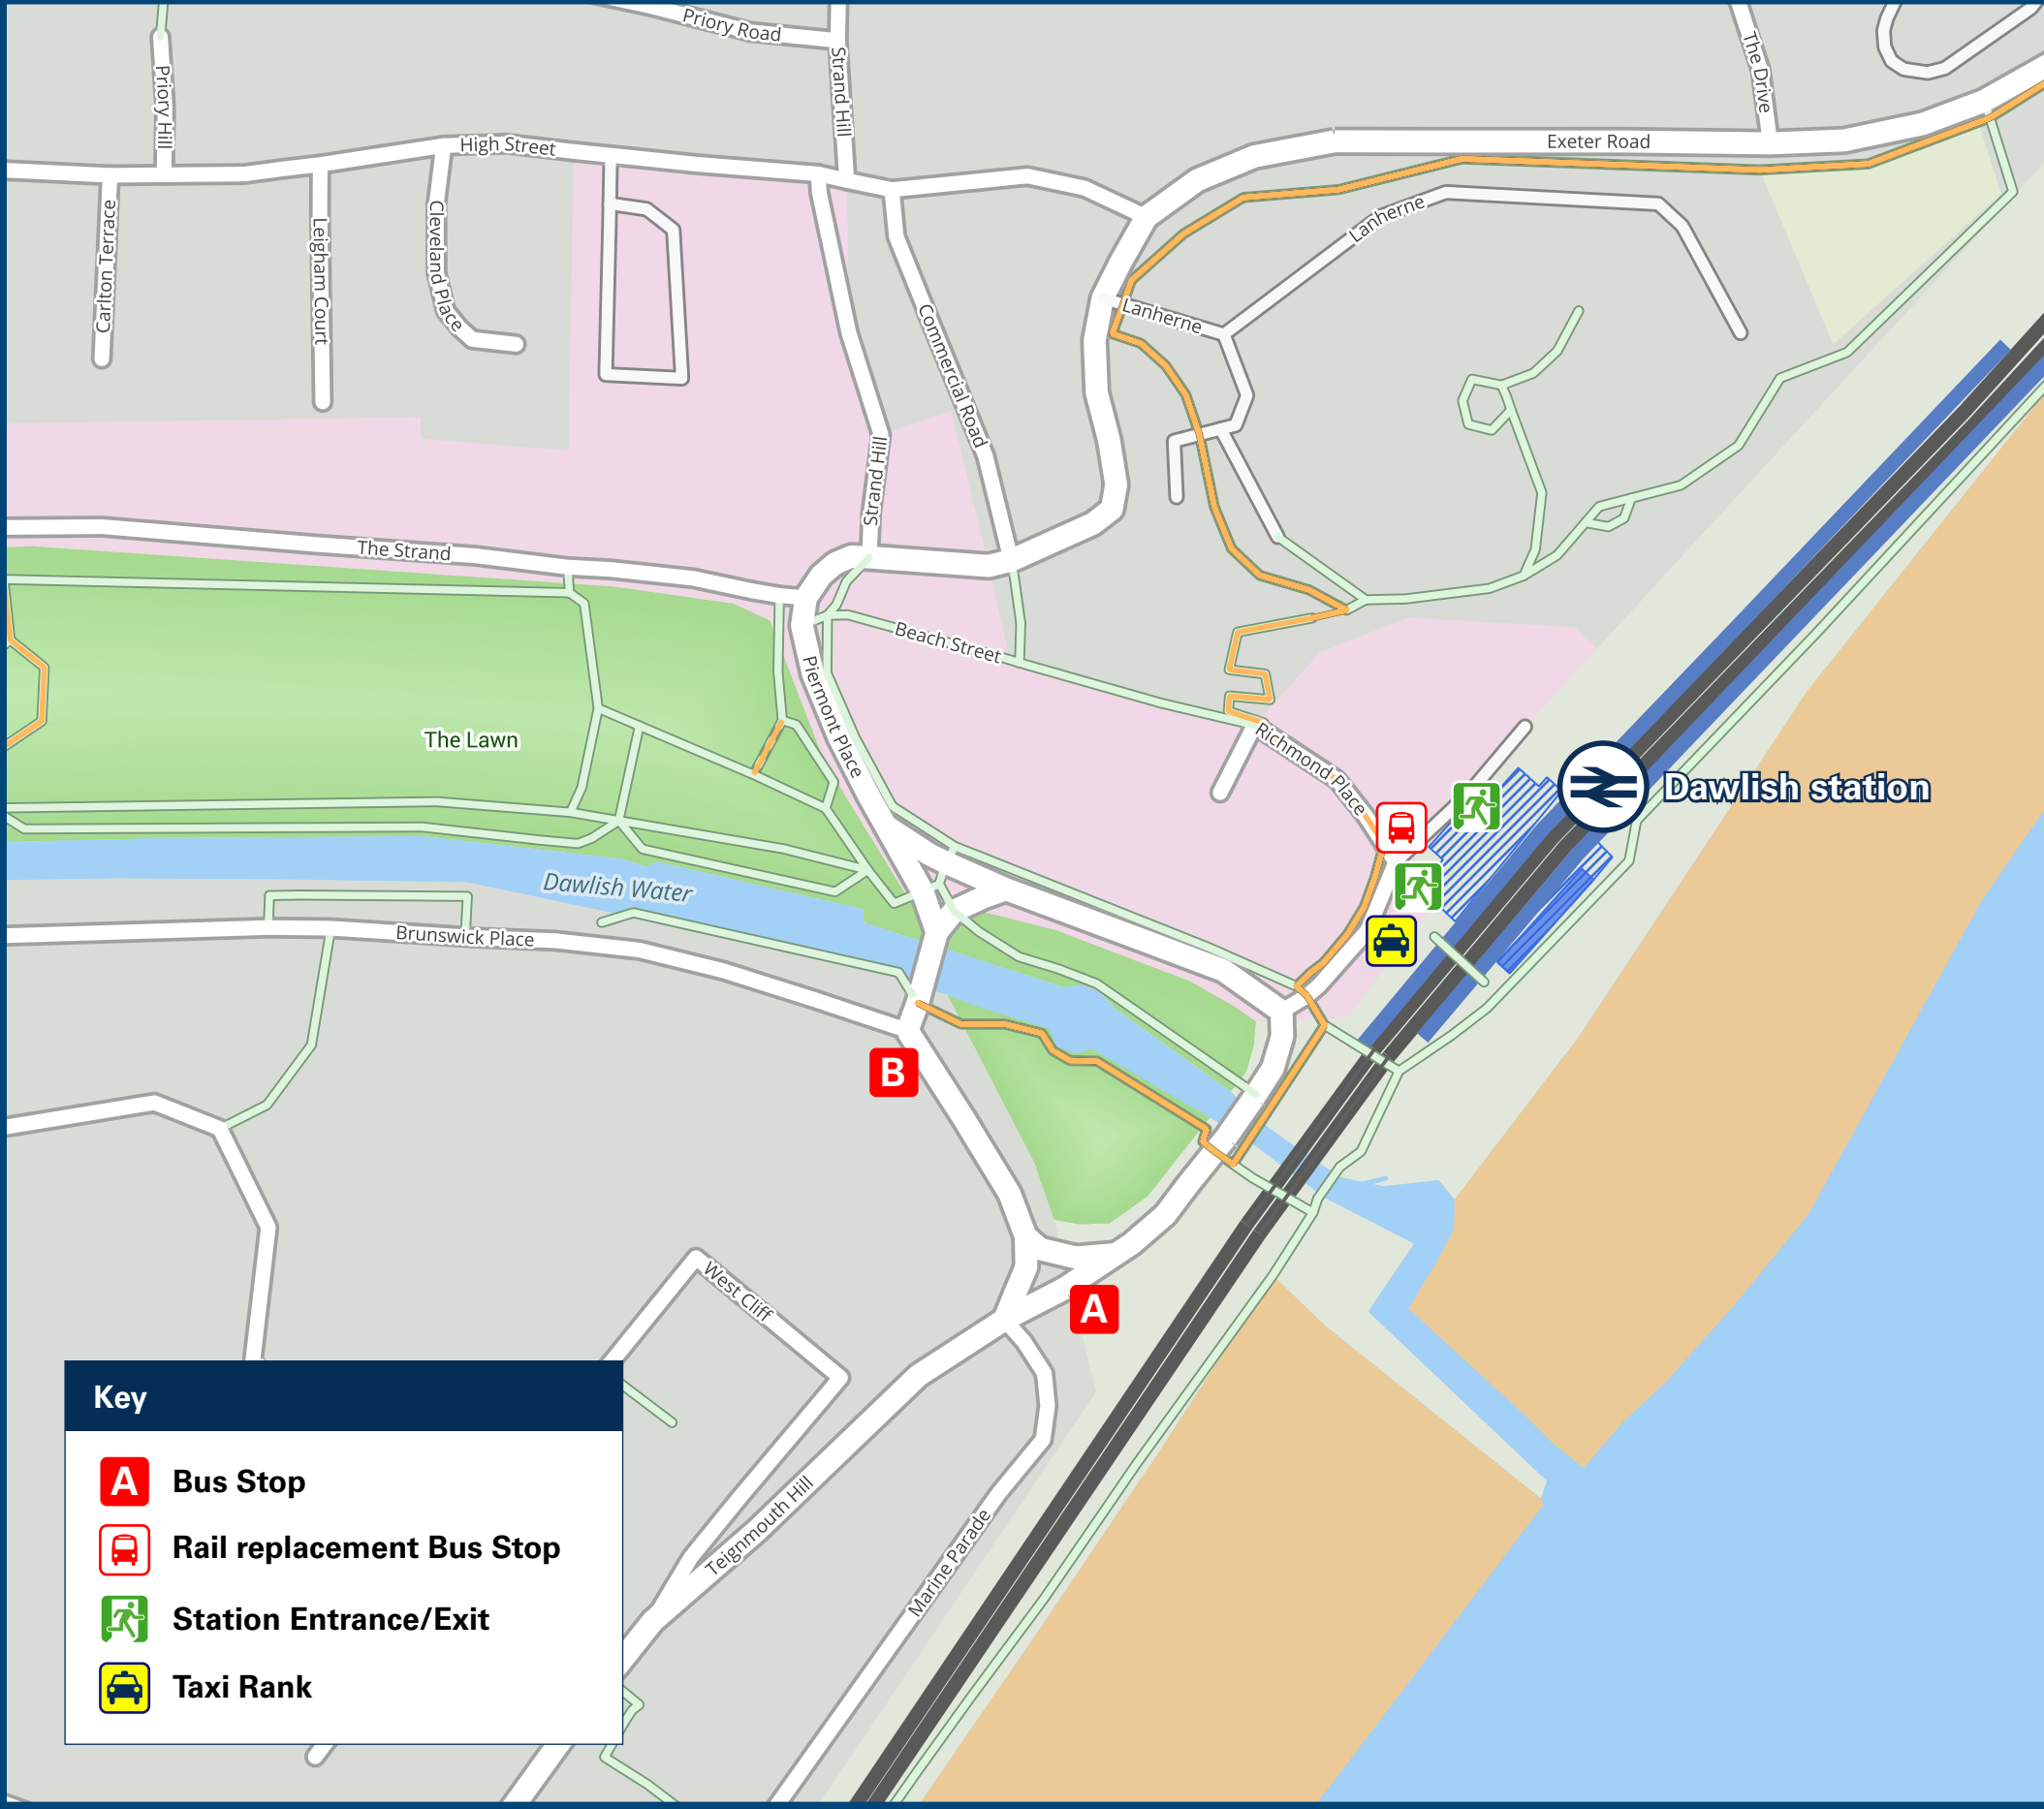 Priory Road
Strand Hill
The Drive
Priory Hill
High Street
Exeter Road
Carlton Terrace
Leigham Court
Cleveland Place
Lanherne
Lanherne
Commercial Road
Strand Hill
The Strand
Beach Street
Piermont Place
The Lawn
Richmond Place
Dawlish station
Dawlish Water
Brunswick Place
B
A
West Cliff
Teignmouth Hill
Marine Parade
Key
A Bus Stop
Rail replacement Bus Stop
Station Entrance/Exit
Taxi Rank